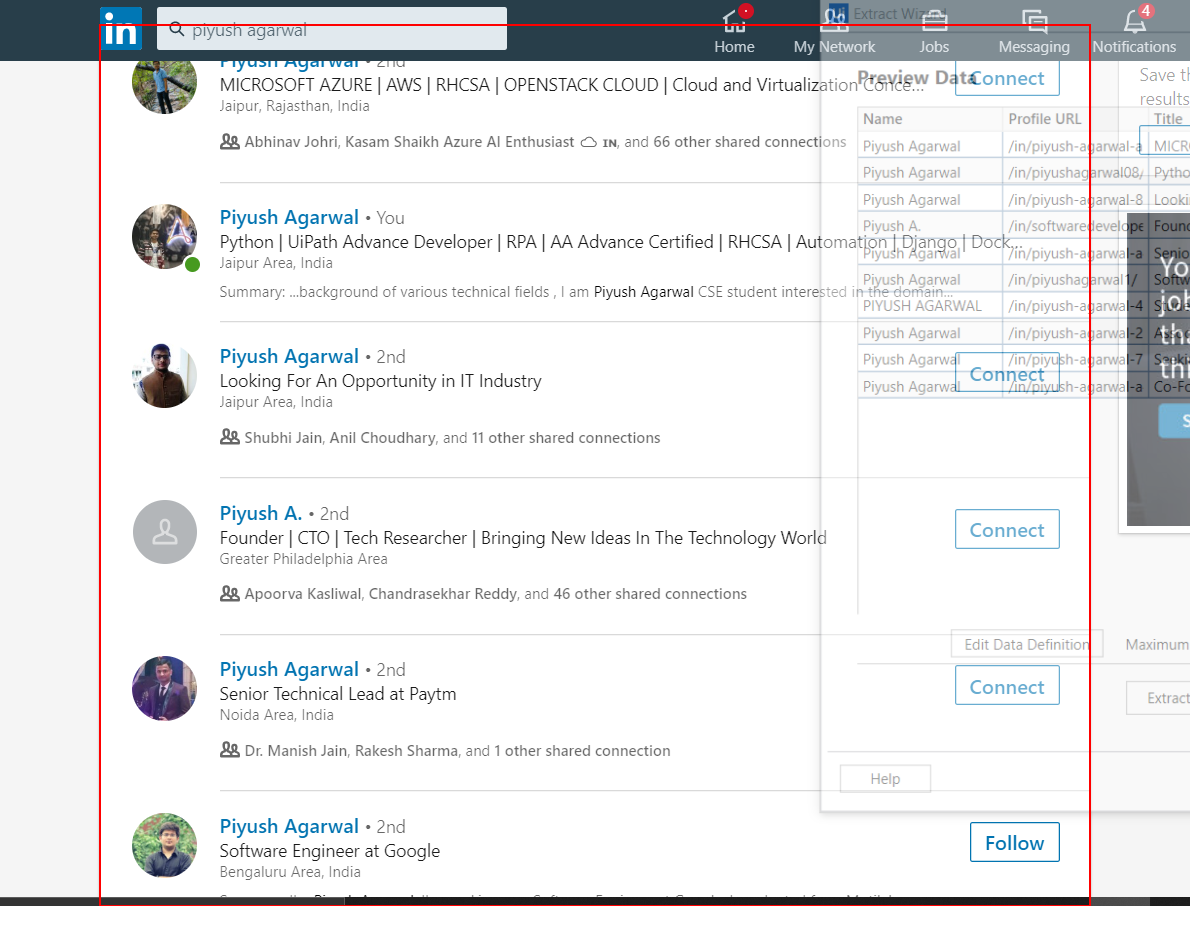 in
piyush agarwal
Home
My Network
Jobs
Messaging
4
Notifications
Extract Wizard
Piyush Agarwal • 2nd
MICROSOFT AZURE | AWS | RHCSA | OPENSTACK CLOUD | Cloud and Virtualization Conce...
Jaipur, Rajasthan, India
Abhinav Johri, Kasam Shaikh Azure AI Enthusiast IN, and 66 other shared connections
Connect
Piyush Agarwal • You
Python | UiPath Advance Developer | RPA | AA Advance Certified | RHCSA | Automation | Django | Dock...
Jaipur Area, India
Summary: ...background of various technical fields , I am Piyush Agarwal CSE student interested in the domain...
Piyush Agarwal • 2nd
Looking For An Opportunity in IT Industry
Jaipur Area, India
Shubhi Jain, Anil Choudhary, and 11 other shared connections
Connect
Piyush A. • 2nd
Founder | CTO | Tech Researcher | Bringing New Ideas In The Technology World
Greater Philadelphia Area
Apoorva Kasliwal, Chandrasekhar Reddy, and 46 other shared connections
Connect
Piyush Agarwal • 2nd
Senior Technical Lead at Paytm
Noida Area, India
Dr. Manish Jain, Rakesh Sharma, and 1 other shared connection
Connect
Piyush Agarwal • 2nd
Software Engineer at Google
Bengaluru Area, India
Follow
Preview Data
Name Profile URL Title
Piyush Agarwal /in/piyush-agarwal-a MICRO
Piyush Agarwal /in/piyushagarwal08/ Pytho
Piyush Agarwal /in/piyush-agarwal-8 Looki
Piyush A. /in/softwaredevelope Found
Piyush Agarwal /in/piyush-agarwal-a Senio
Piyush Agarwal /in/piyushagarwal1/ Softw
PIYUSH AGARWAL /in/piyush-agarwal-4
Piyush Agarwal /in/piyush-agarwal-2
Piyush Agarwal /in/piyush-agarwal-7 Seeki
Piyush Agarwal /in/piyush-agarwal-a Co-Fo
Edit Data Definition
Maximum
Extract
Help
Save th
results
Yo
job
tha
thr
S